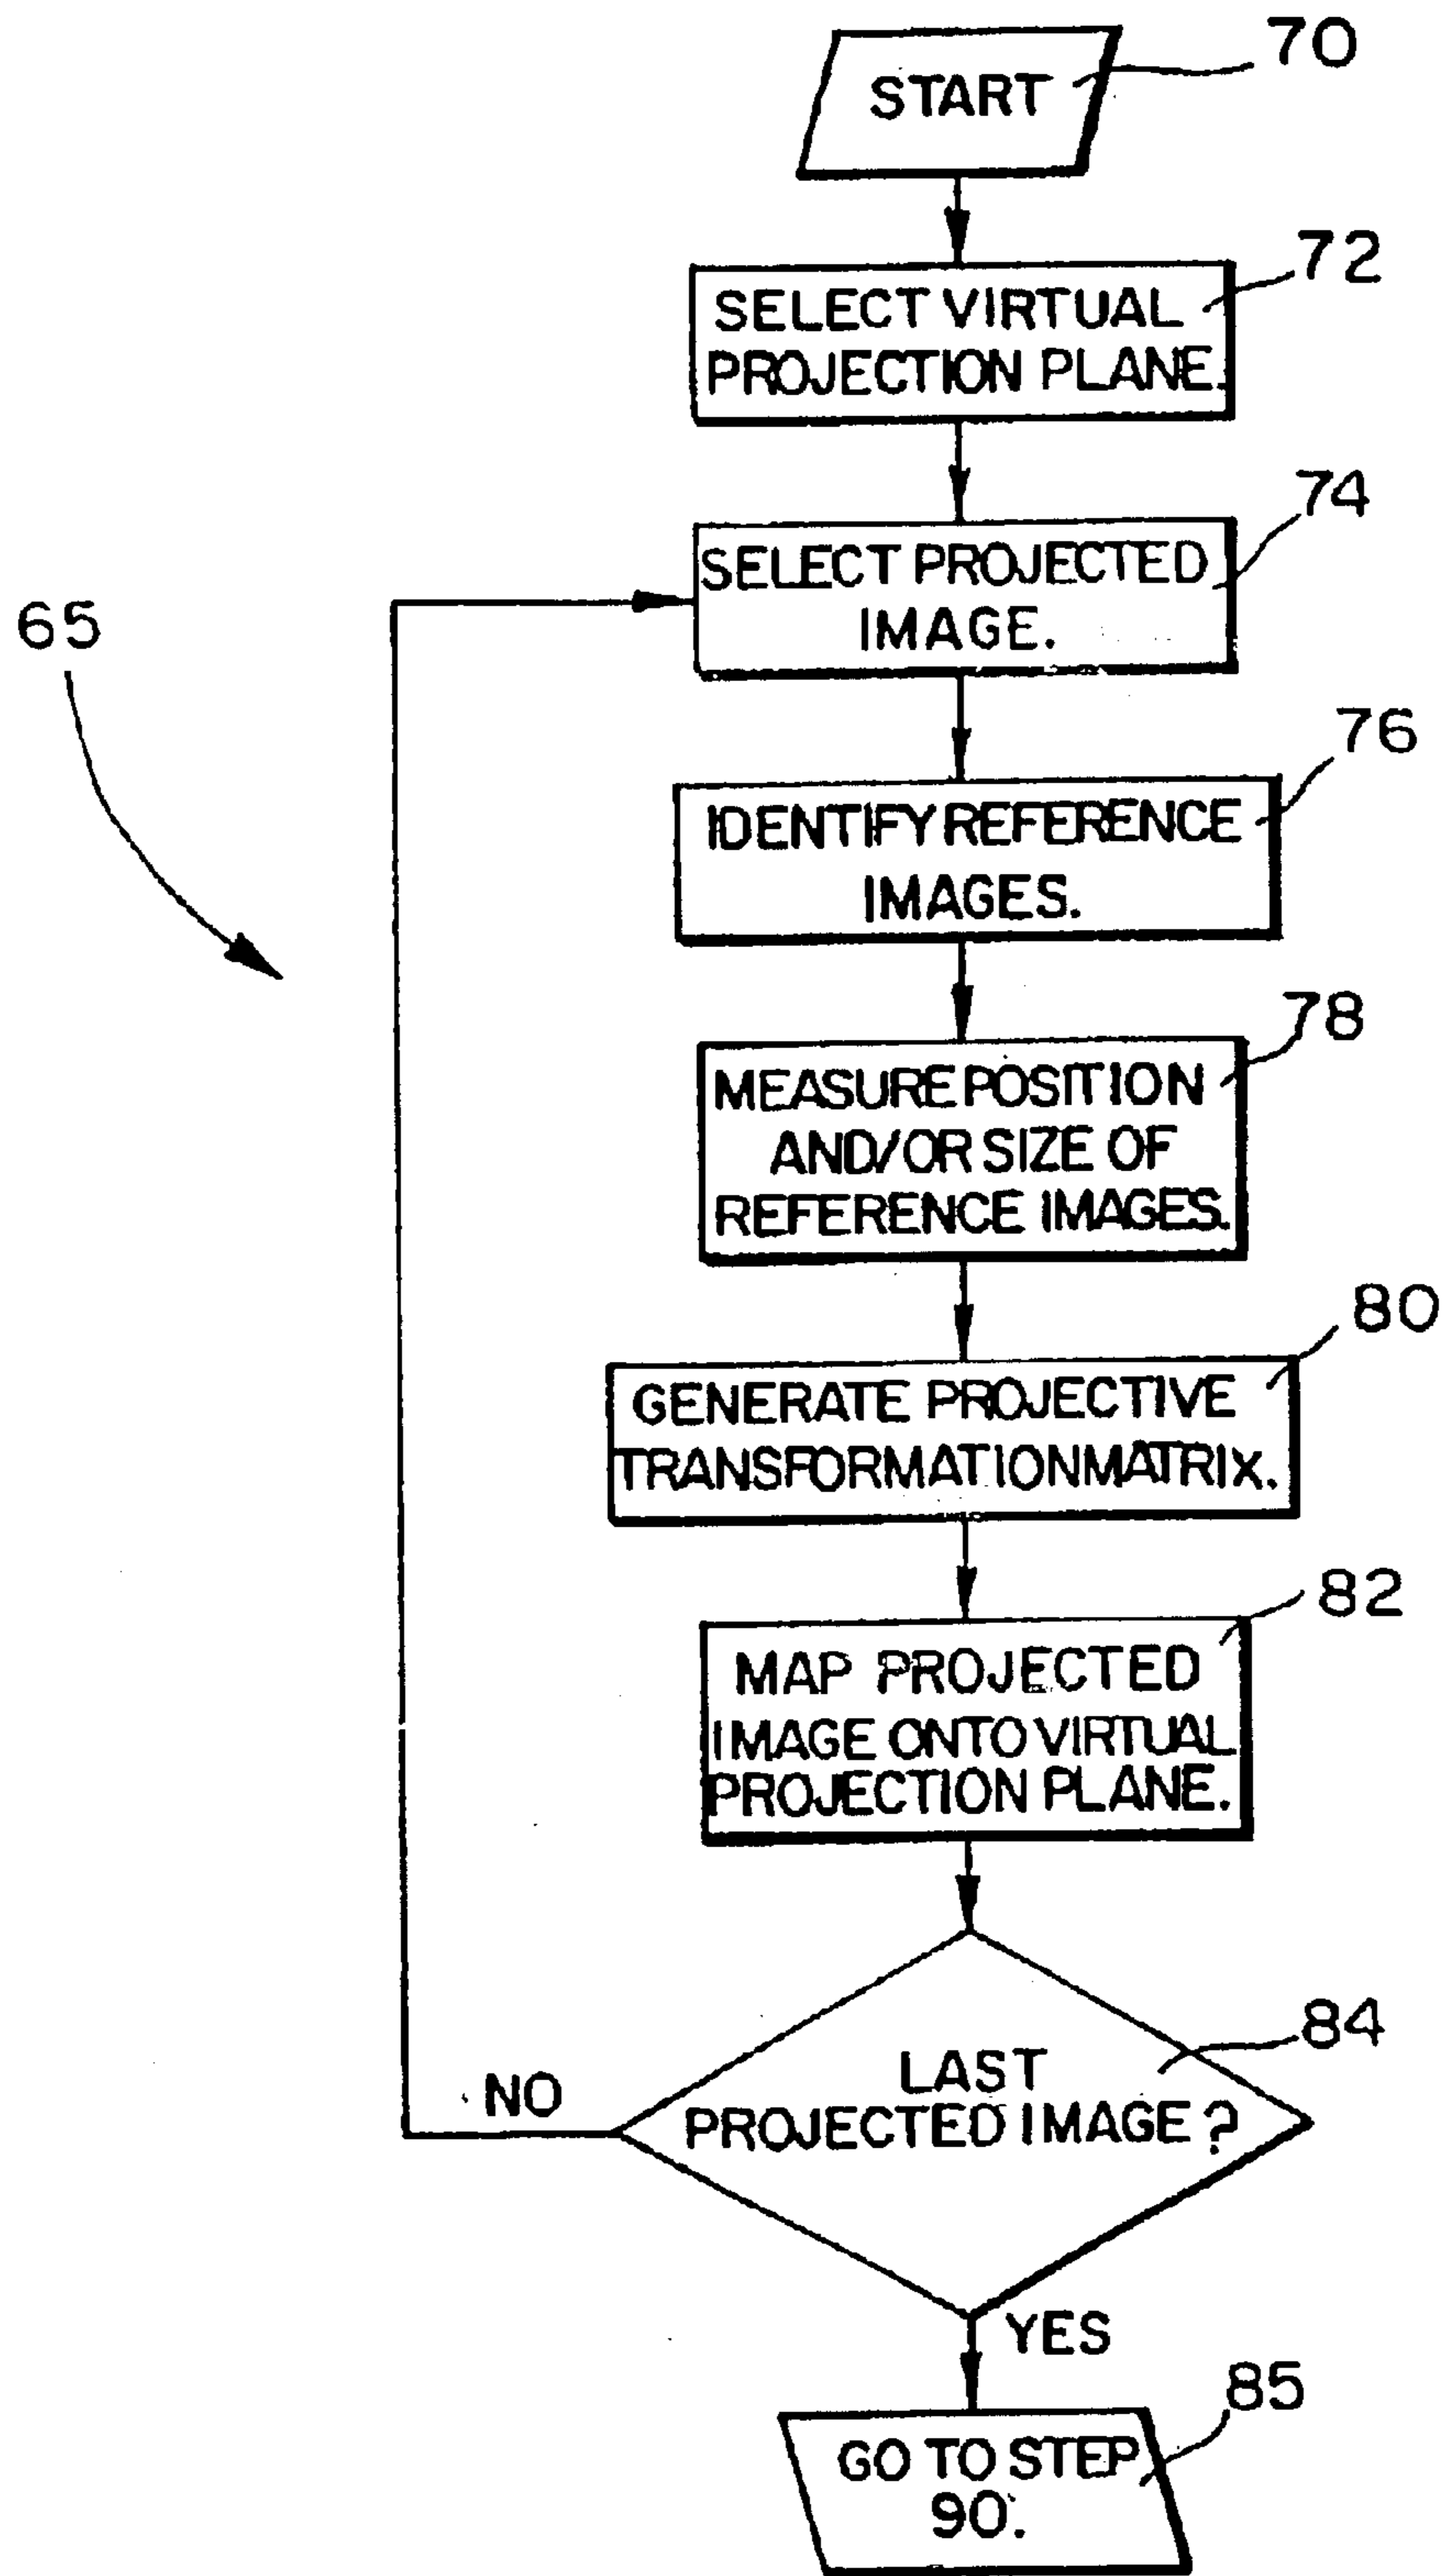 70
START
72
SELECT VIRTUAL
PROJECTION PLANE.
74
SELECT PROJECTED
IMAGE.
65
76
IDENTIFY REFERENCE
IMAGES.
78
MEASURE POSITION
AND/OR SIZE OF
REFERENCE IMAGES.
80
GENERATE PROJECTIVE
TRANSFORMATION MATRIX.
82
MAP PROJECTED
IMAGE ONTO VIRTUAL
PROJECTION PLANE.
84
LAST
PROJECTED IMAGE?
NO
YES
85
GO TO STEP
90.